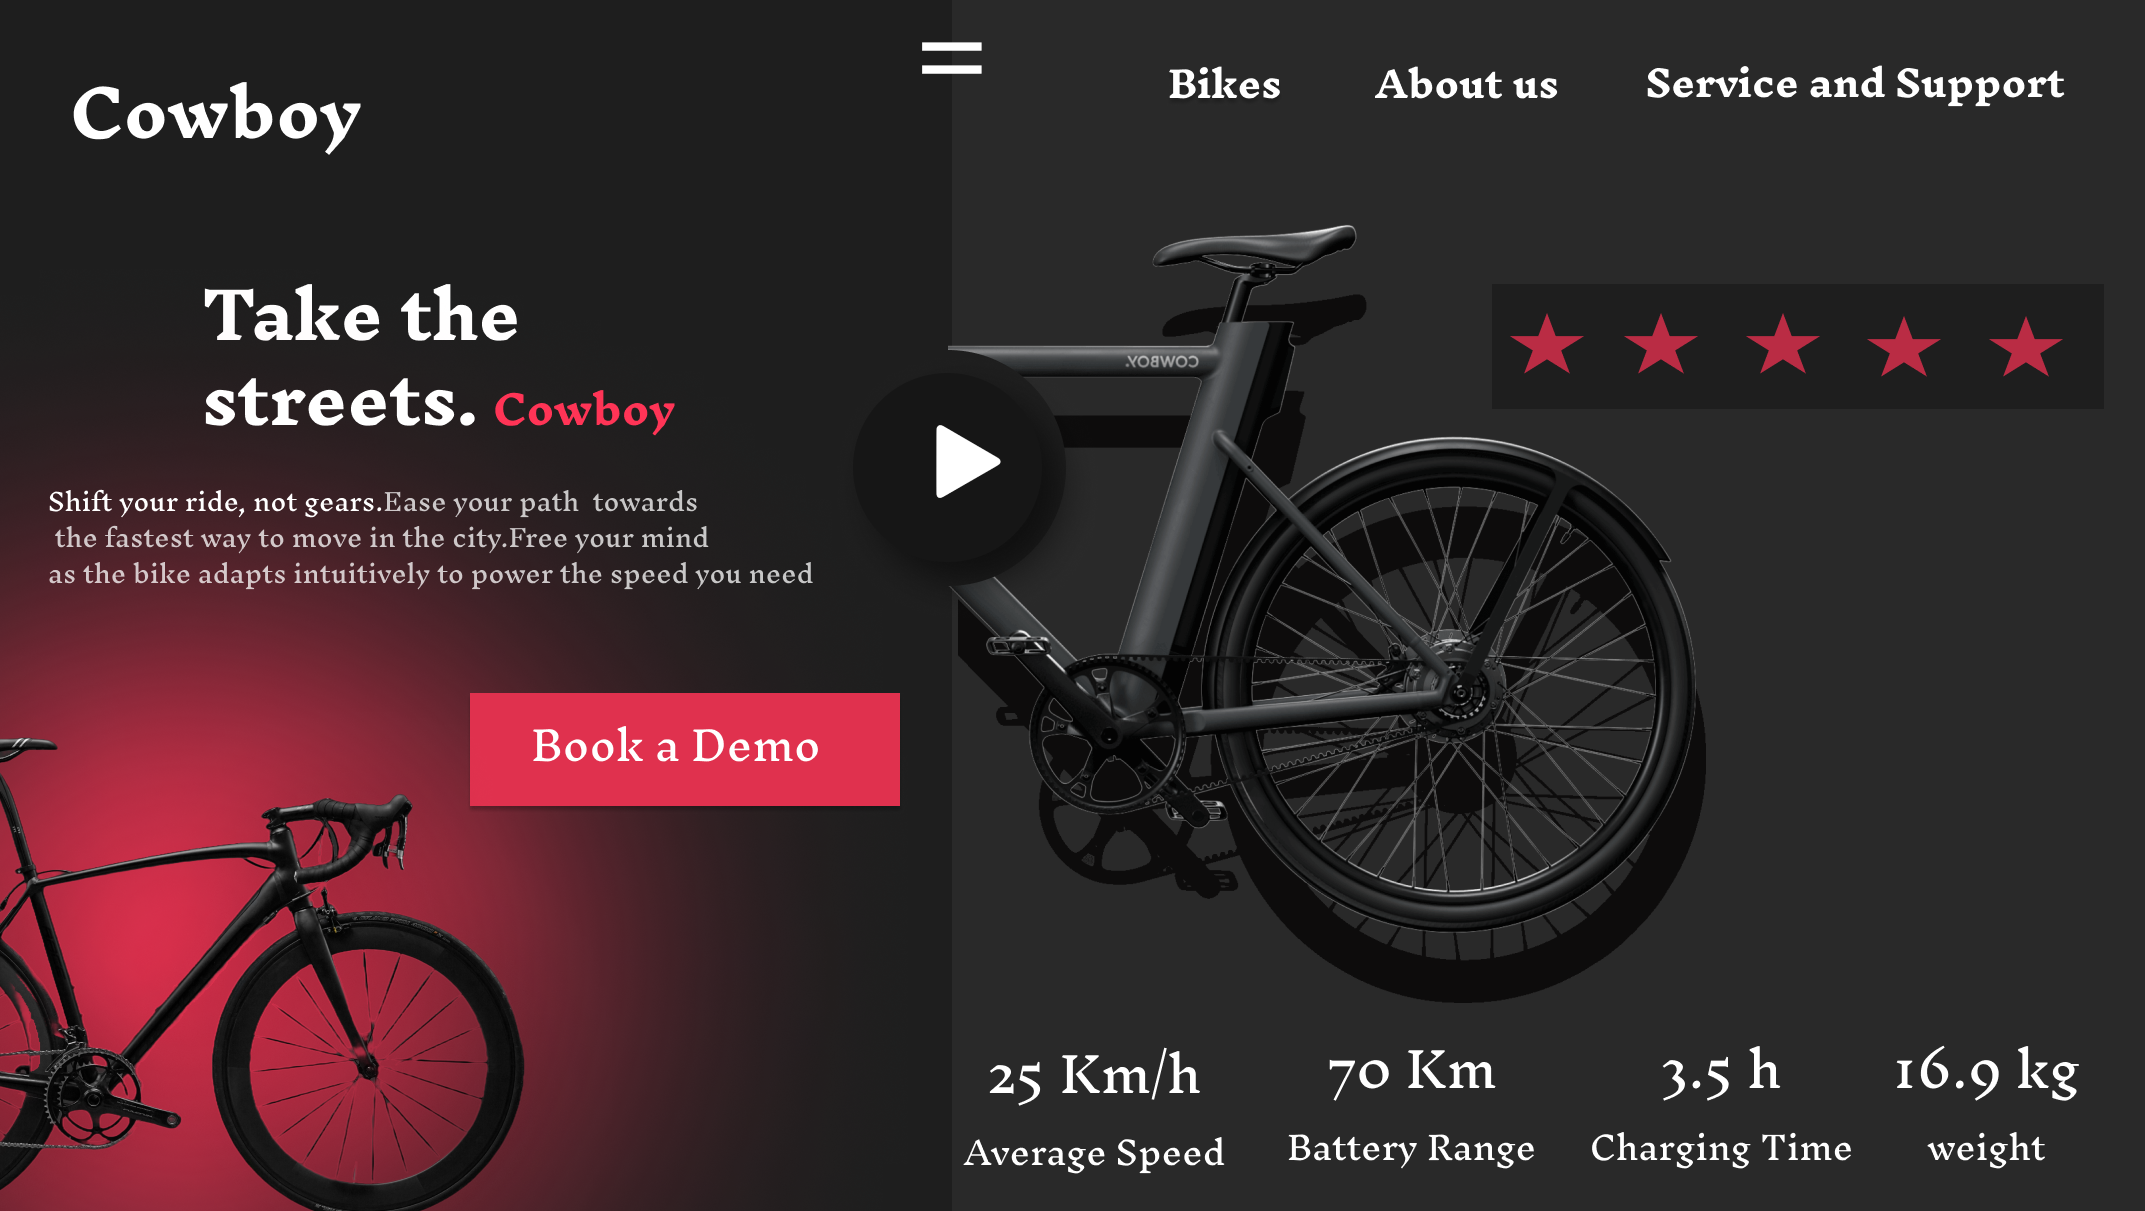 Cowboy
Bikes
About us
Service and Support
Take the
streets. Cowboy
Shift your ride, not gears.Ease your path  towards
the fastest way to move in the city.Free your mind
as the bike adapts intuitively to power the speed you need
Book a Demo
COWBOY.
25 Km/h
Average Speed
70 Km
Battery Range
3.5 h
Charging Time
16.9 kg
weight